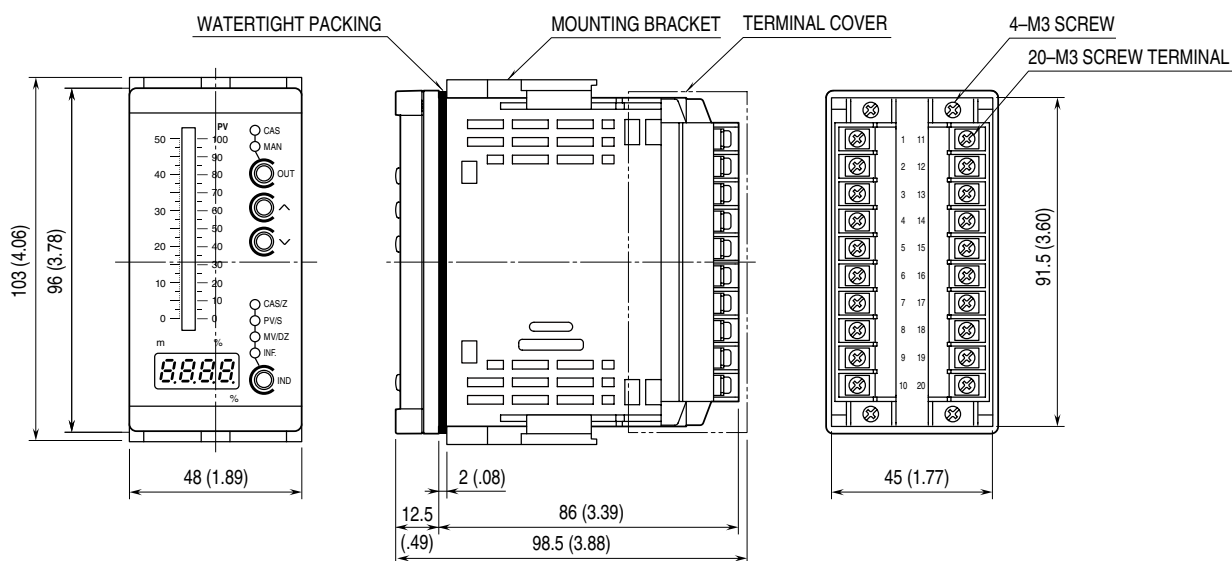 WATERTIGHT PACKING
MOUNTING BRACKET
TERMINAL COVER
4–M3 SCREW
20–M3 SCREW TERMINAL
103 (4.06)
96 (3.78)
PV
50 100
90
40 80
70
30 60
50
20 40
30
10 20
10
0 0
m %
8.8.8.8.
%
CAS
MAN
OUT
CAS/Z
PV/S
MV/DZ
INF.
IND
48 (1.89)
2 (.08)
12.5
(.49)
86 (3.39)
98.5 (3.88)
1 11
2 12
3 13
4 14
5 15
6 16
7 17
8 18
9 19
10 20
91.5 (3.60)
45 (1.77)